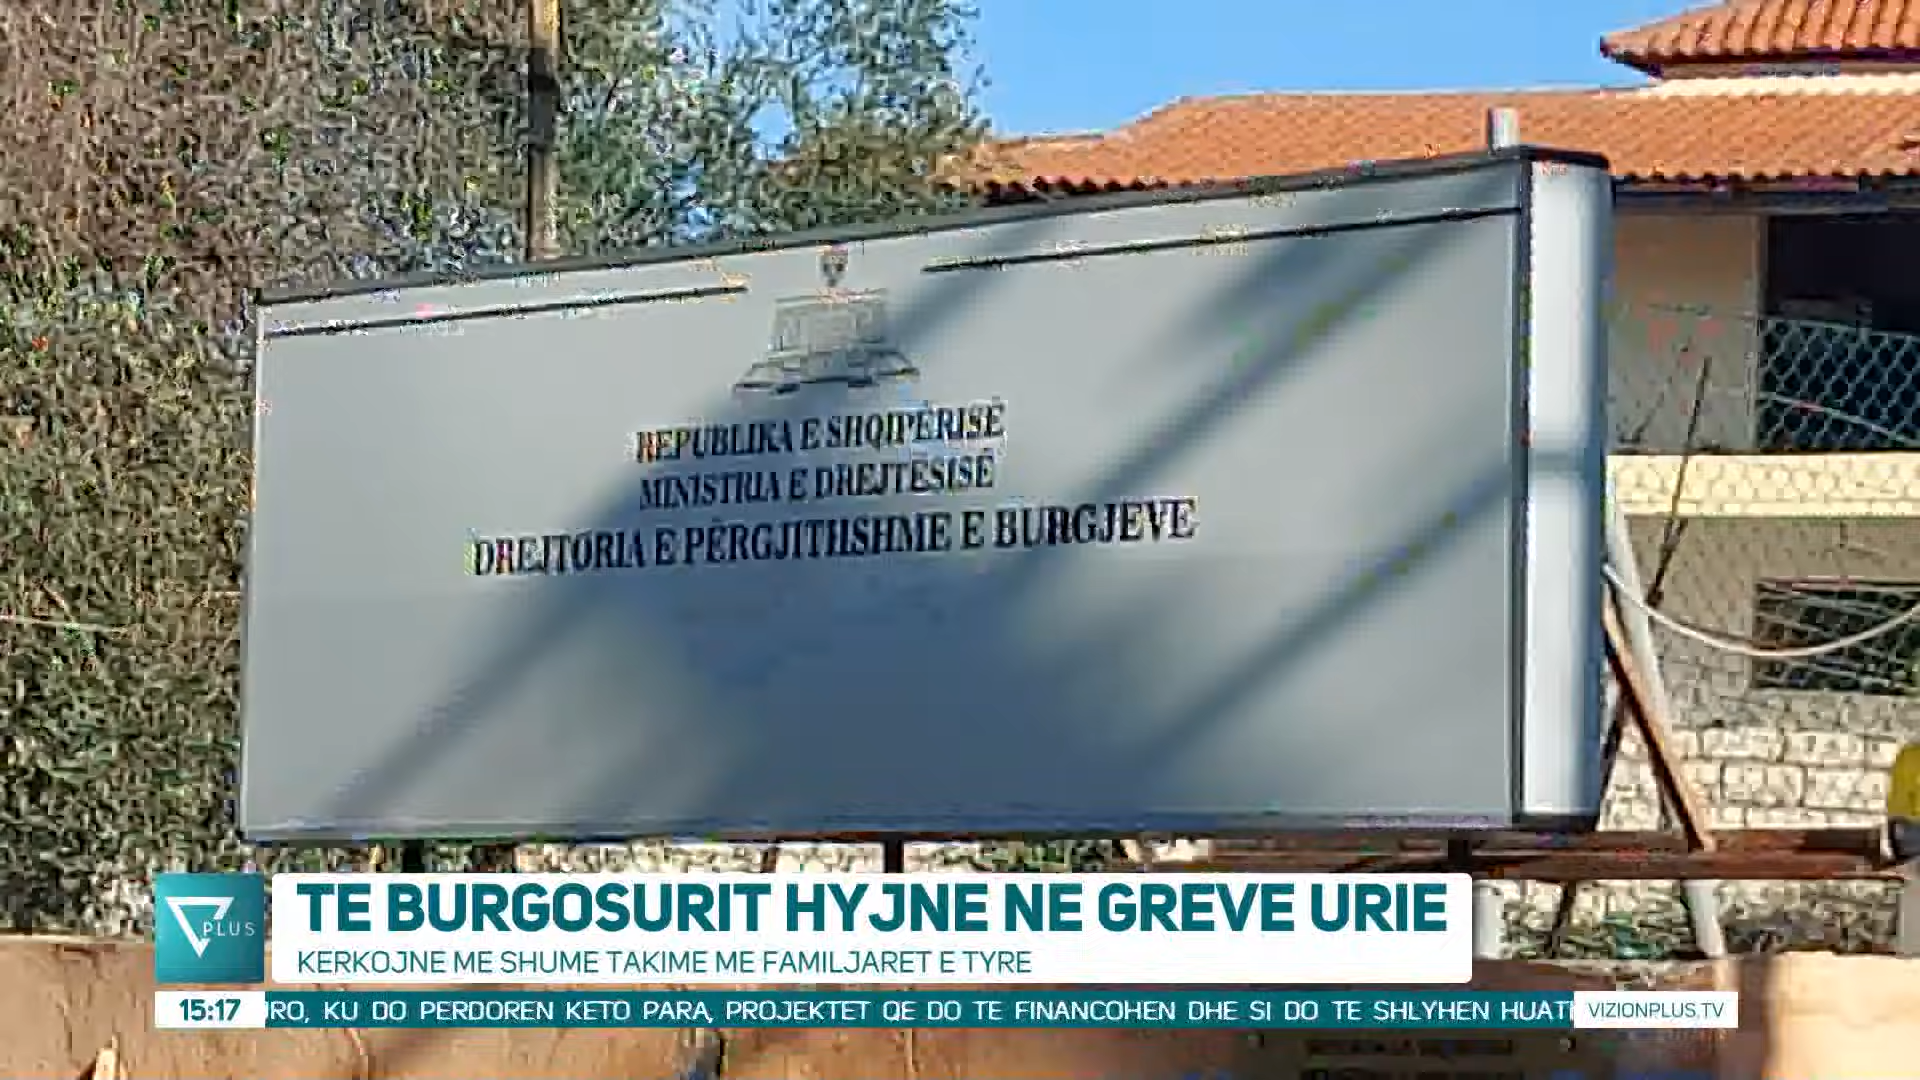 REPUBLIKA E SHQIPËRISË
MINISTRIA E DREJTËSISË
DREJTORIA E PËRGJITHSHME E BURGJEVE
PLUS
TE BURGOSURIT HYJNE NE GREVE URIE
KERKOJNE ME SHUME TAKIME ME FAMILJARET E TYRE
15:17
KU DO PERDOREN KETO PARA, PROJEKTET QE DO TE FINANCOHEN DHE SI DO TE SHLYHEN
VIZIONPLUS.TV